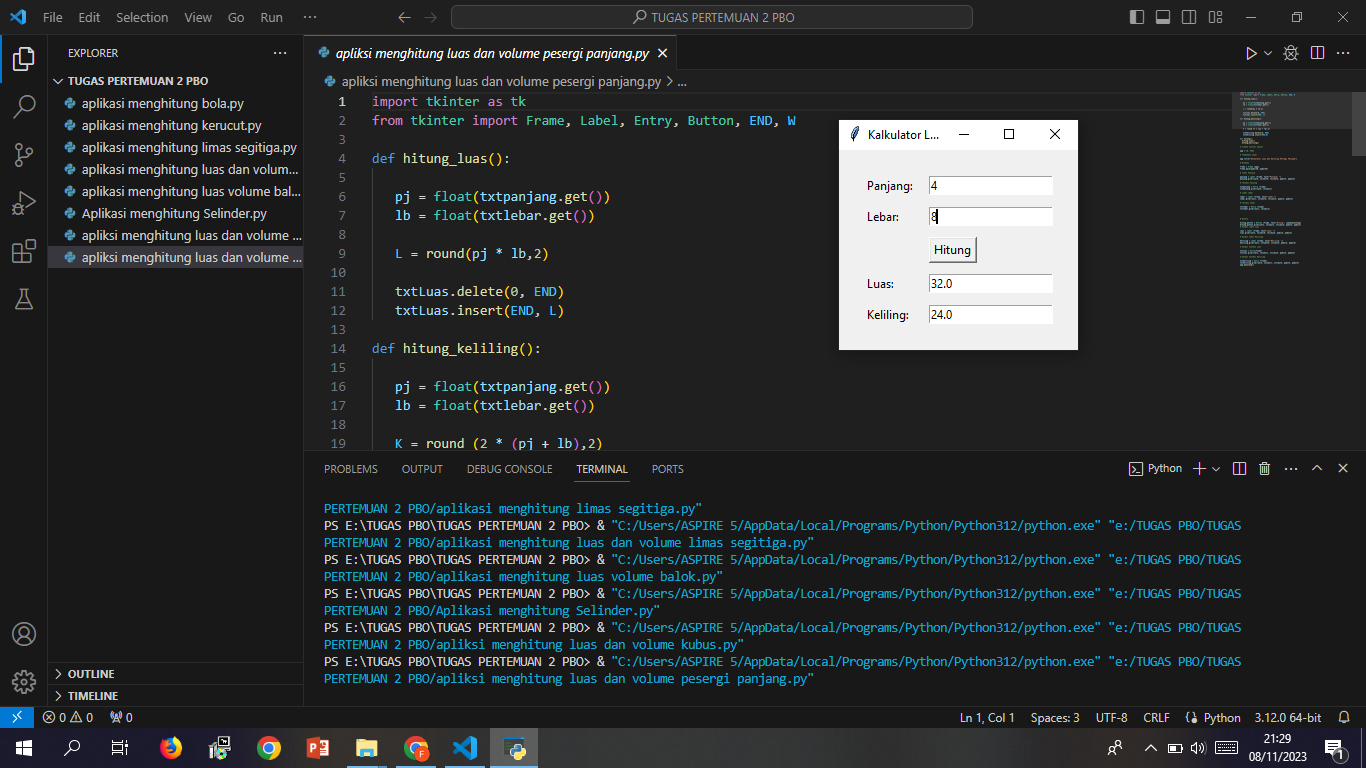 File Edit Selection View Go Run ··· TUGAS PERTEMUAN 2 PBO
EXPLORER ···
TUGAS PERTEMUAN 2 PBO
aplikasi menghitung bola.py
aplikasi menghitung kerucut.py
aplikasi menghitung limas segitiga.py
aplikasi menghitung luas dan volum...
aplikasi menghitung luas volume bal...
Aplikasi menghitung Selinder.py
apliksi menghitung luas dan volume ...
apliksi menghitung luas dan volume ...
OUTLINE
TIMELINE
apliksi menghitung luas dan volume pesergi panjang.py
apliksi menghitung luas dan volume pesergi panjang.py > ...
1 import tkinter as tk
2 from tkinter import Frame, Label, Entry, Button, END, W
3
4 def hitung_luas():
5
6 pj = float(txtpanjang.get())
7 lb = float(txtlebar.get())
8
9 L = round(pj * lb,2)
10
11 txtLuas.delete(0, END)
12 txtLuas.insert(END, L)
13
14 def hitung_keliling():
15
16 pj = float(txtpanjang.get())
17 lb = float(txtlebar.get())
18
19 K = round (2 * (pj + lb),2)
Kalkulator L...
Panjang: 4
Lebar: 8
Hitung
Luas: 32.0
Keliling: 24.0
PROBLEMS OUTPUT DEBUG CONSOLE TERMINAL PORTS Python
PERTEMUAN 2 PBO/aplikasi menghitung limas segitiga.py"
PS E:\TUGAS PBO\TUGAS PERTEMUAN 2 PBO> & "C:/Users/ASPIRE 5/AppData/Local/Programs/Python/Python312/python.exe" "e:/TUGAS PBO/TUGAS
PERTEMUAN 2 PBO/aplikasi menghitung luas dan volume limas segitiga.py"
PS E:\TUGAS PBO\TUGAS PERTEMUAN 2 PBO> & "C:/Users/ASPIRE 5/AppData/Local/Programs/Python/Python312/python.exe" "e:/TUGAS PBO/TUGAS
PERTEMUAN 2 PBO/aplikasi menghitung luas volume balok.py"
PS E:\TUGAS PBO\TUGAS PERTEMUAN 2 PBO> & "C:/Users/ASPIRE 5/AppData/Local/Programs/Python/Python312/python.exe" "e:/TUGAS PBO/TUGAS
PERTEMUAN 2 PBO/Aplikasi menghitung Selinder.py"
PS E:\TUGAS PBO\TUGAS PERTEMUAN 2 PBO> & "C:/Users/ASPIRE 5/AppData/Local/Programs/Python/Python312/python.exe" "e:/TUGAS PBO/TUGAS
PERTEMUAN 2 PBO/apliksi menghitung luas dan volume kubus.py"
PS E:\TUGAS PBO\TUGAS PERTEMUAN 2 PBO> & "C:/Users/ASPIRE 5/AppData/Local/Programs/Python/Python312/python.exe" "e:/TUGAS PBO/TUGAS
PERTEMUAN 2 PBO/apliksi menghitung luas dan volume pesergi panjang.py"
0 0 0 Ln 1, Col 1 Spaces: 3 UTF-8 CRLF Python 3.12.0 64-bit
21:29
08/11/2023
1